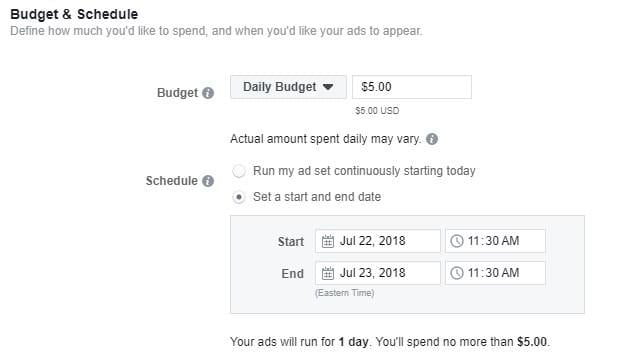 Budget & Schedule
Define how much you'd like to spend, and when you'd like your ads to appear.
Budget Daily Budget $5.00
$5.00 USD
Actual amount spent daily may vary.
Run my ad set continuously starting today
Schedule
Set a start and end date
Start Jul 22, 2018 11:30 AM
End Jul 23, 2018 11:30 AM
(Eastern Time)
Your ads will run for 1 day. You'll spend no more than $5.00.